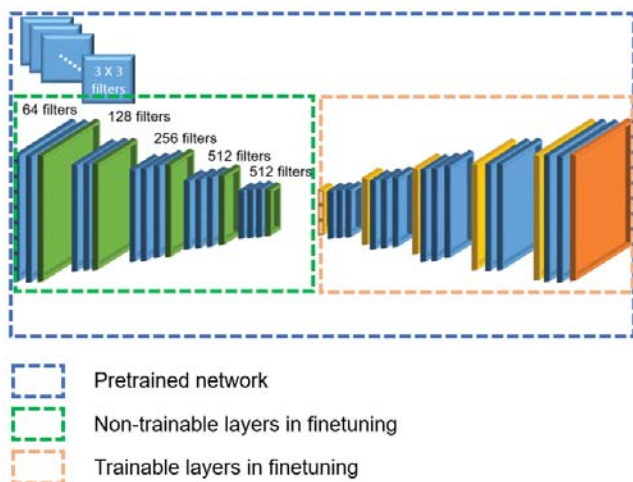 3 X 3
filters
64 filters
128 filters
256 filters
512 filters
512 filters
Pretrained network
Non-trainable layers in finetuning
Trainable layers in finetuning